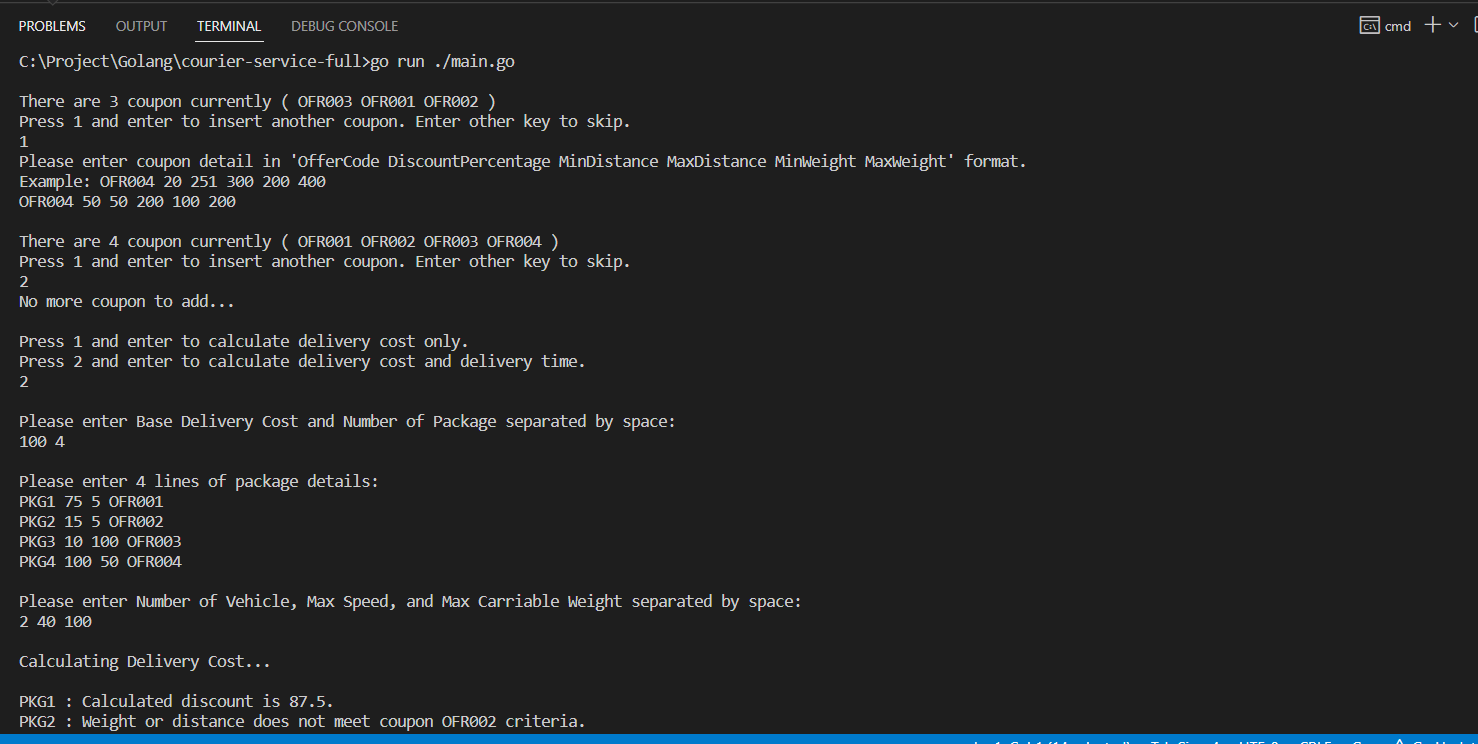 PROBLEMS OUTPUT TERMINAL DEBUG CONSOLE cmd
C:\Project\Golang\courier-service-full>go run ./main.go
There are 3 coupon currently ( OFR003 OFR001 OFR002 )
Press 1 and enter to insert another coupon. Enter other key to skip.
1
Please enter coupon detail in 'OfferCode DiscountPercentage MinDistance MaxDistance MinWeight MaxWeight' format.
Example: OFR004 20 251 300 200 400
OFR004 50 50 200 100 200
There are 4 coupon currently ( OFR001 OFR002 OFR003 OFR004 )
Press 1 and enter to insert another coupon. Enter other key to skip.
2
No more coupon to add...
Press 1 and enter to calculate delivery cost only.
Press 2 and enter to calculate delivery cost and delivery time.
2
Please enter Base Delivery Cost and Number of Package separated by space:
100 4
Please enter 4 lines of package details:
PKG1 75 5 OFR001
PKG2 15 5 OFR002
PKG3 10 100 OFR003
PKG4 100 50 OFR004
Please enter Number of Vehicle, Max Speed, and Max Carriable Weight separated by space:
2 40 100
Calculating Delivery Cost...
PKG1 : Calculated discount is 87.5.
PKG2 : Weight or distance does not meet coupon OFR002 criteria.